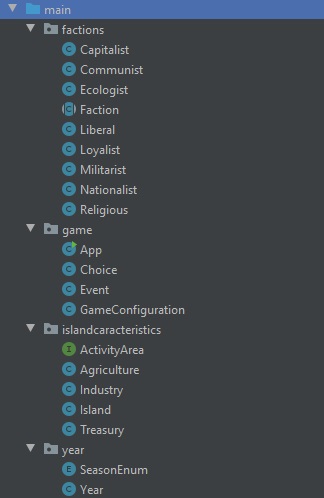 main
factions
Capitalist
Communist
Ecologist
Faction
Liberal
Loyalist
Militarist
Nationalist
Religious
game
App
Choice
Event
GameConfiguration
islandcaracteristics
ActivityArea
Agriculture
Industry
Island
Treasury
year
SeasonEnum
Year